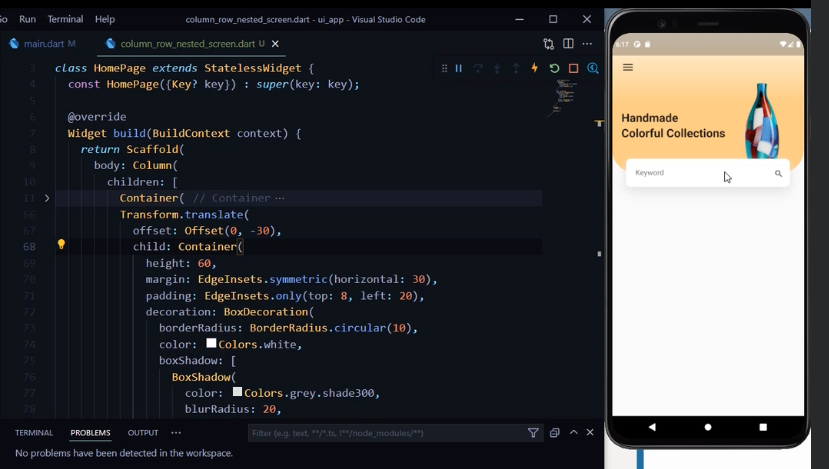 Go Run Terminal Help column_row_nested_screen.dart - ui_app - Visual Studio Code
main.dart M column_row_nested_screen.dart U
3 class HomePage extends StatelessWidget {
4 const HomePage({Key? key}) : super(key: key);
5
6 @override
7 Widget build(BuildContext context) {
8 return Scaffold(
9 body: Column(
10 children: [
11 Container( // Container ⋯
66 Transform.translate(
67 offset: Offset(0, -30),
68 child: Container(
69 height: 60,
70 margin: EdgeInsets.symmetric(horizontal: 30),
71 padding: EdgeInsets.only(top: 8, left: 20),
72 decoration: BoxDecoration(
73 borderRadius: BorderRadius.circular(10),
74 color: Colors.white,
75 boxShadow: [
76 BoxShadow(
77 color: Colors.grey.shade300,
78 blurRadius: 20,
TERMINAL PROBLEMS OUTPUT ⋯ Filter (e.g. text, **/*.ts, !**/node_modules/**)
No problems have been detected in the workspace.
6:17
Handmade
Colorful Collections
Keyword